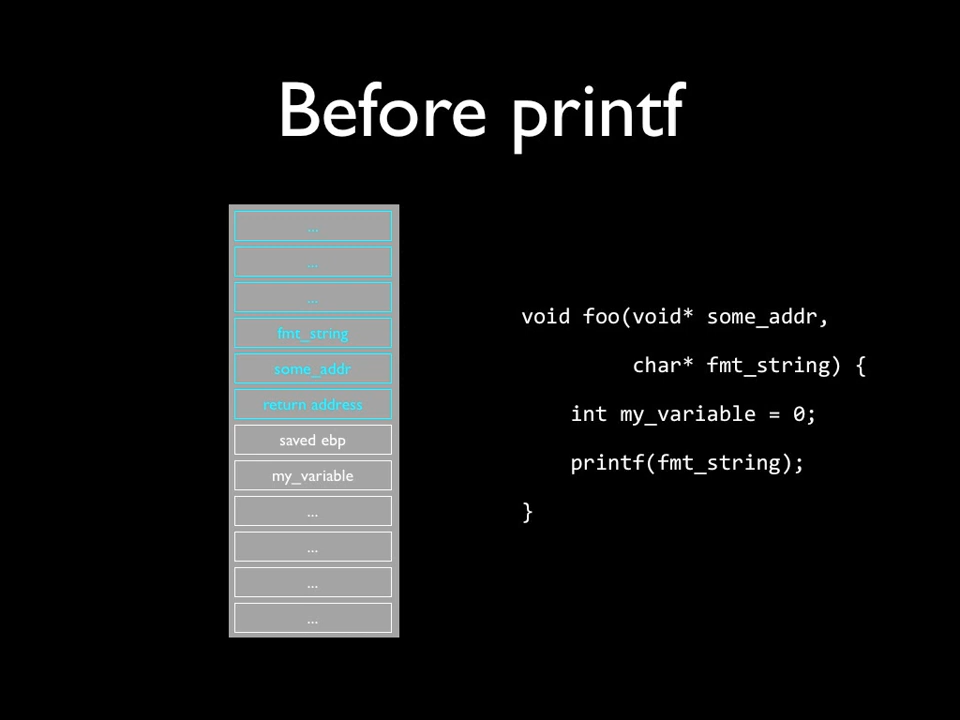 Before printf
...
...
...
fmt_string
some_addr
return address
saved ebp
my_variable
...
...
...
...
void foo(void* some_addr,
char* fmt_string) {
int my_variable = 0;
printf(fmt_string);
}